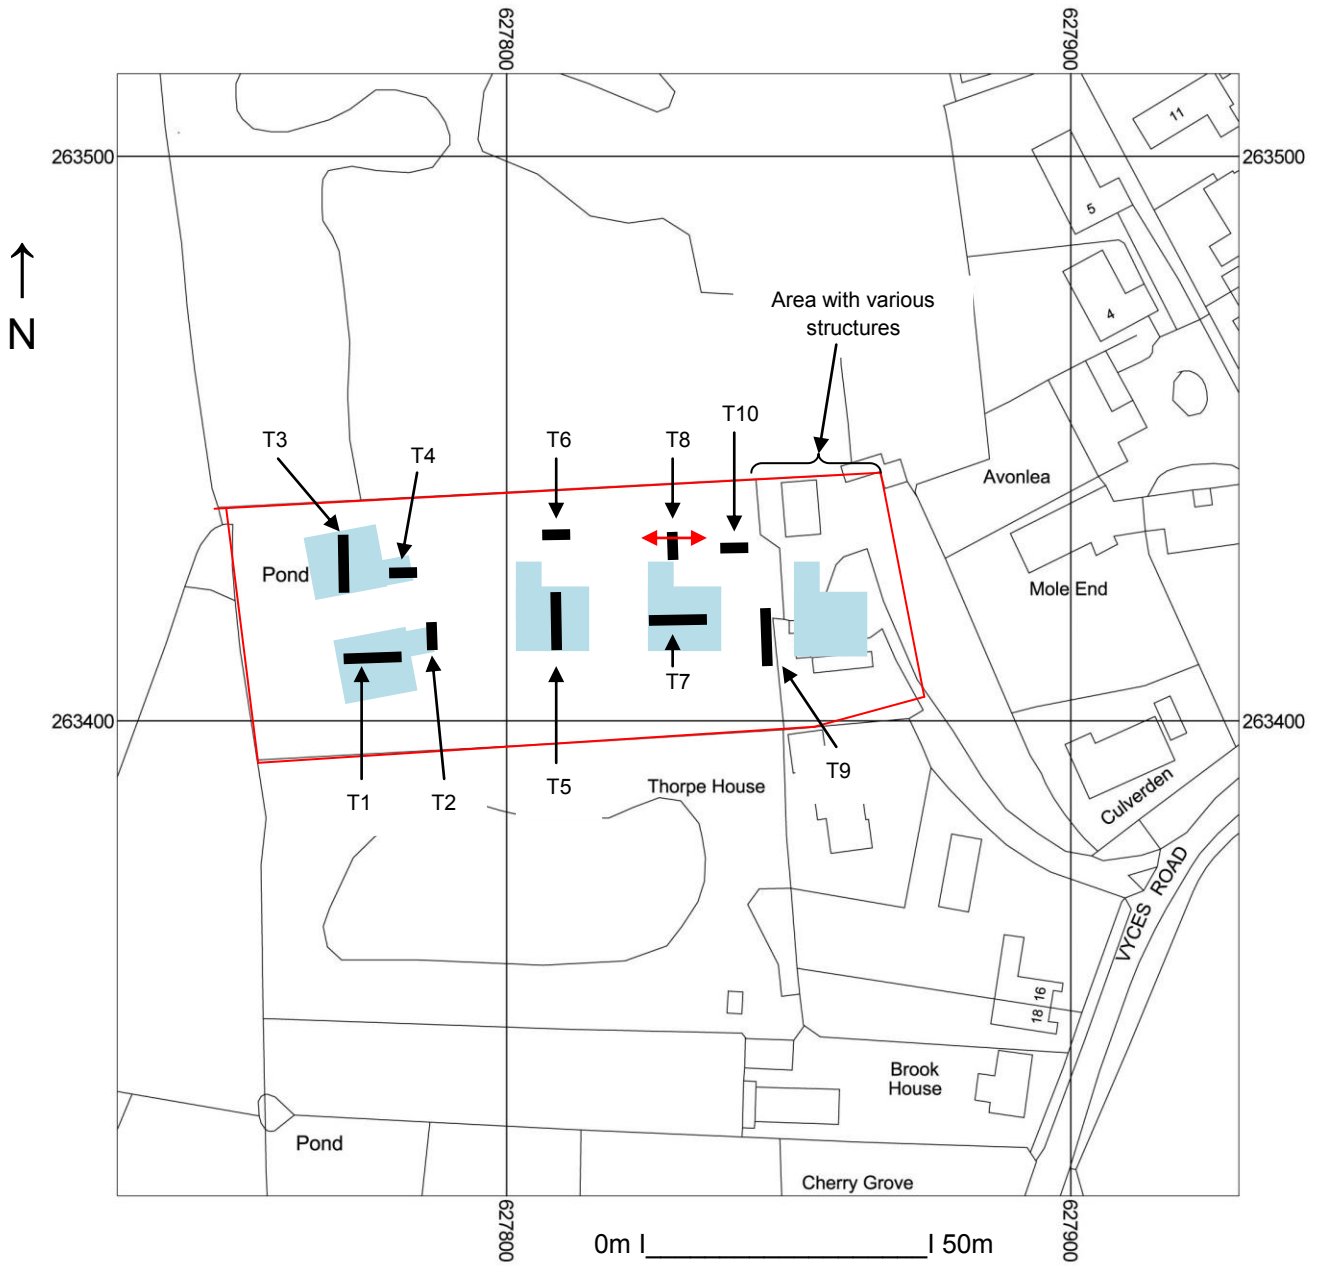 627800
627900
263500
263500
11
5
N
4
Area with various
structures
T10
T3
T6
T8
T4
Avonlea
Pond
Mole End
T7
263400
263400
T9
T5
Thorpe House
T1
T2
Culverden
VYCES ROAD
16
18
Brook
House
Pond
Cherry Grove
627800
627900
0m I____________________I 50m